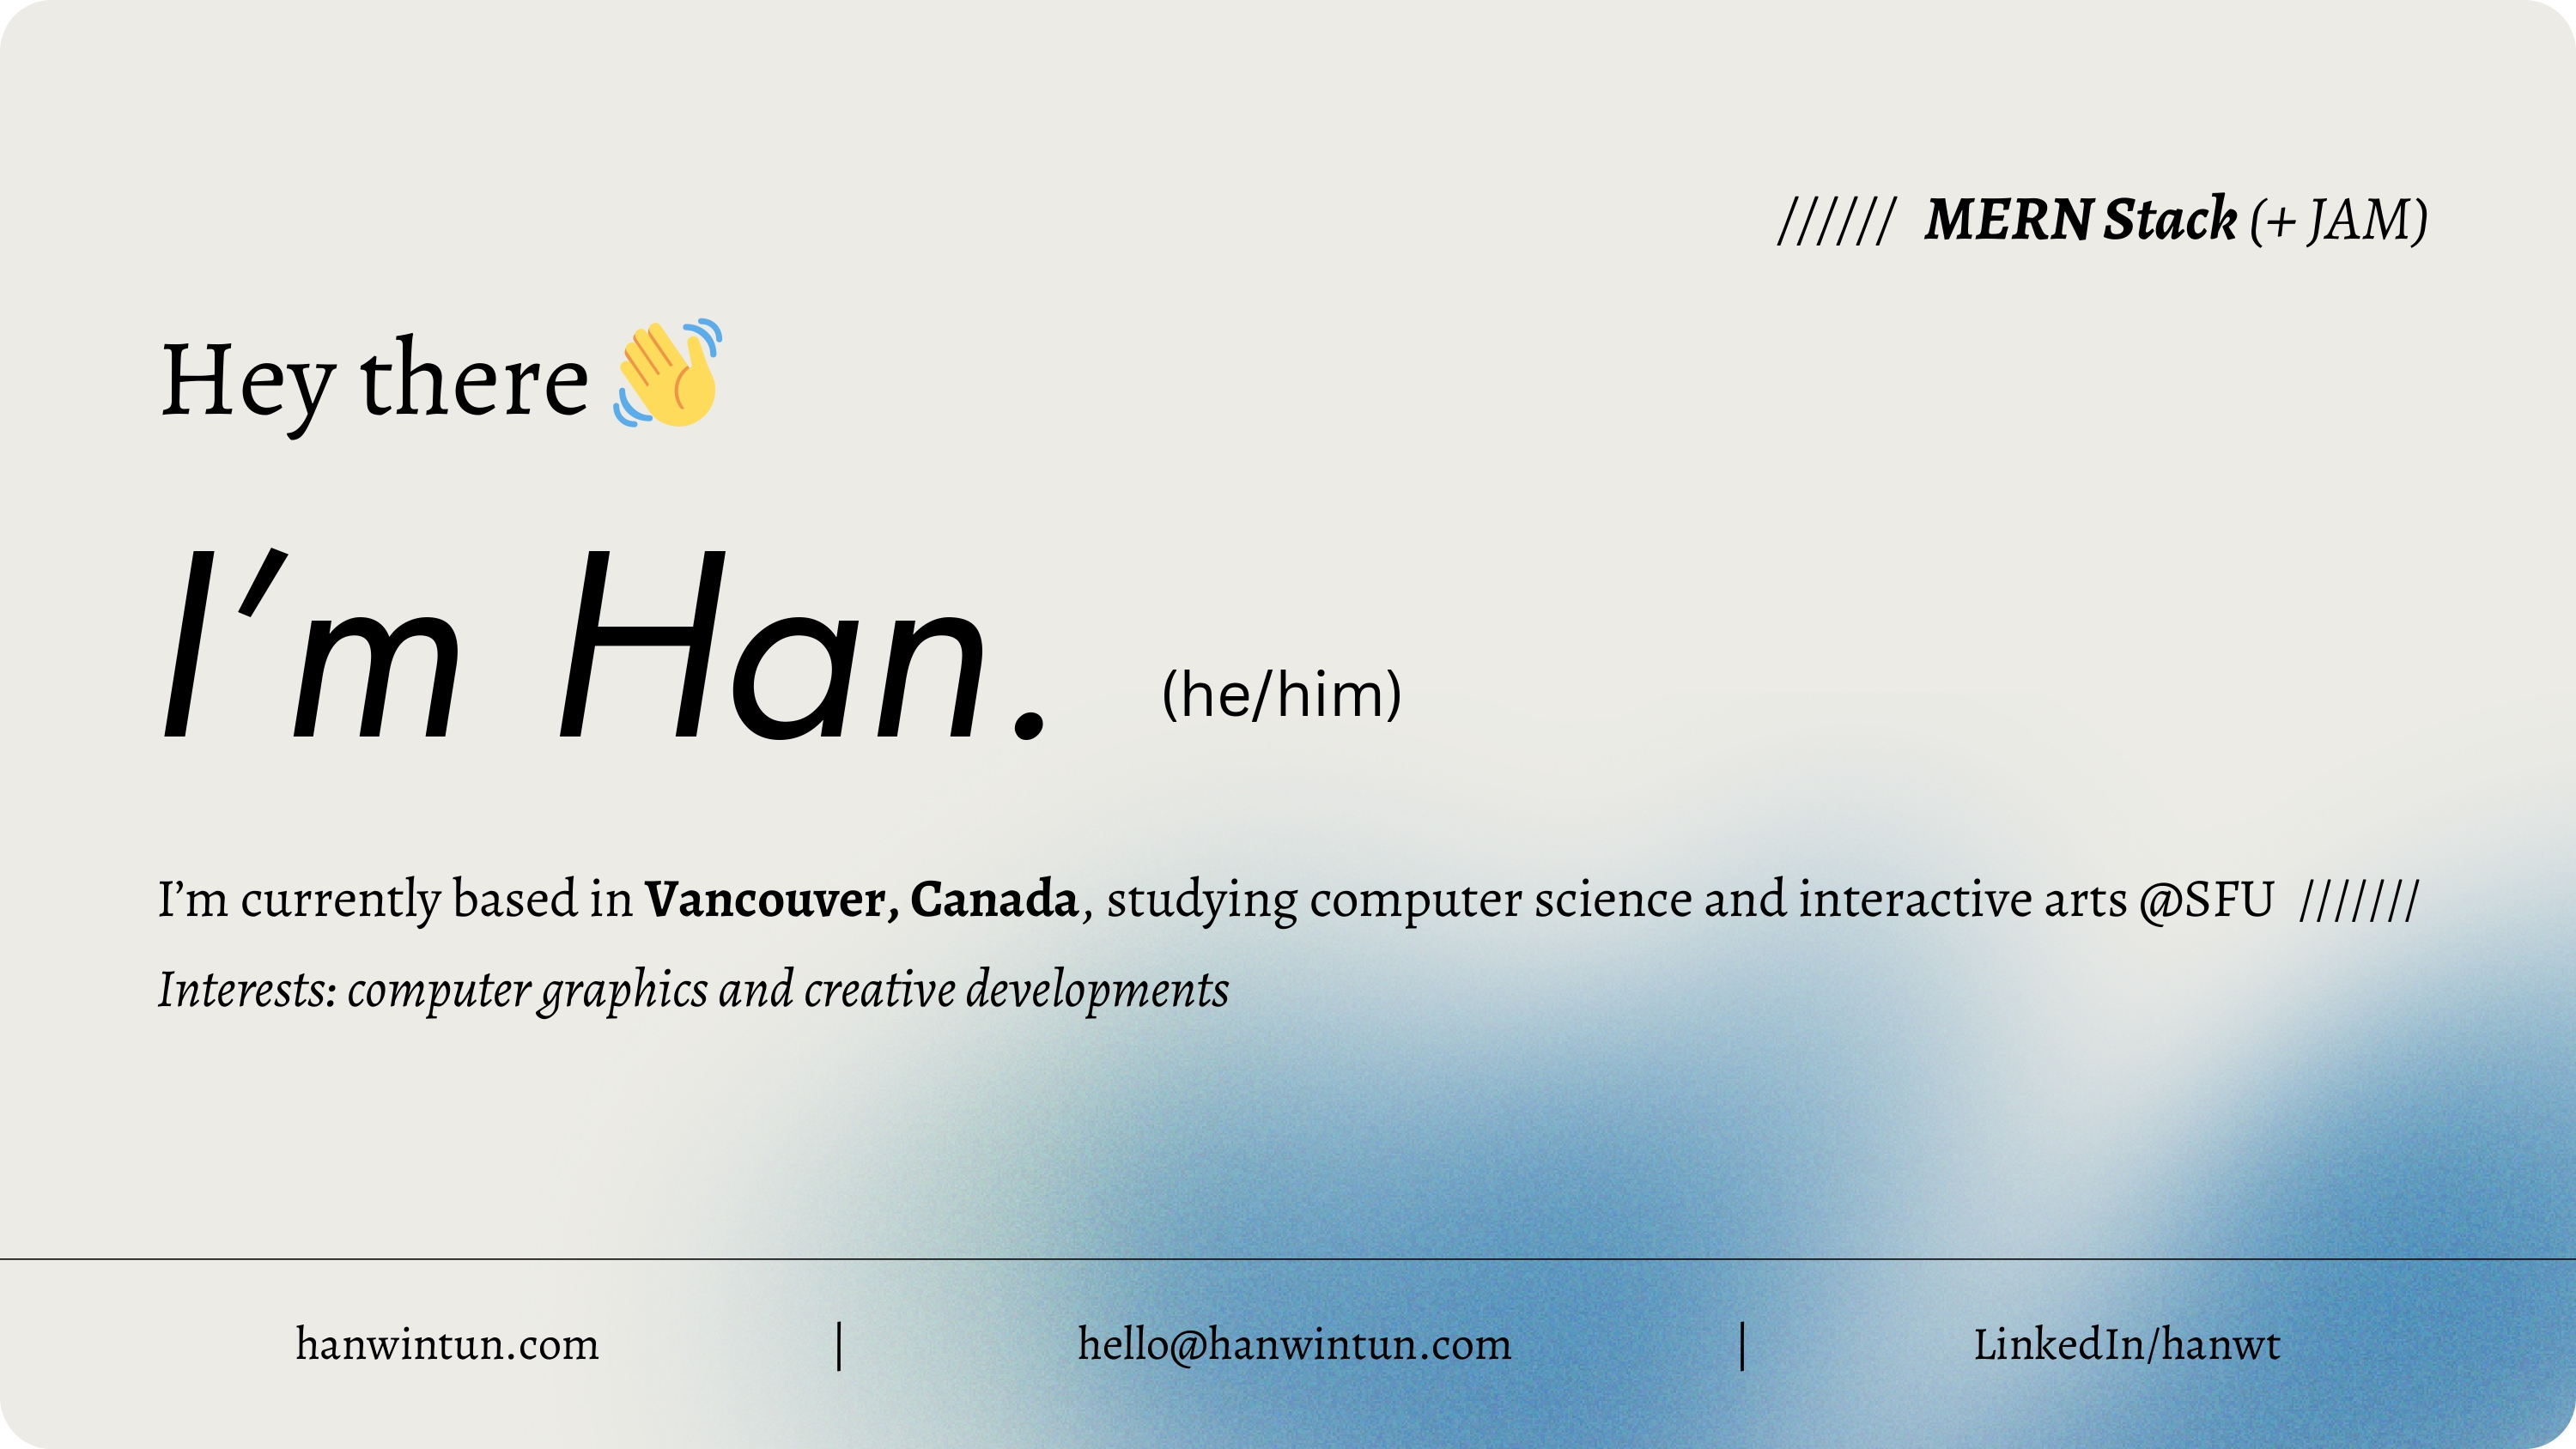 ////// MERN Stack (+ JAM)
Hey there 👋
I’m Han. (he/him)
I’m currently based in Vancouver, Canada, studying computer science and interactive arts @SFU ///////
Interests: computer graphics and creative developments
hanwintun.com | hello@hanwintun.com | LinkedIn/hanwt